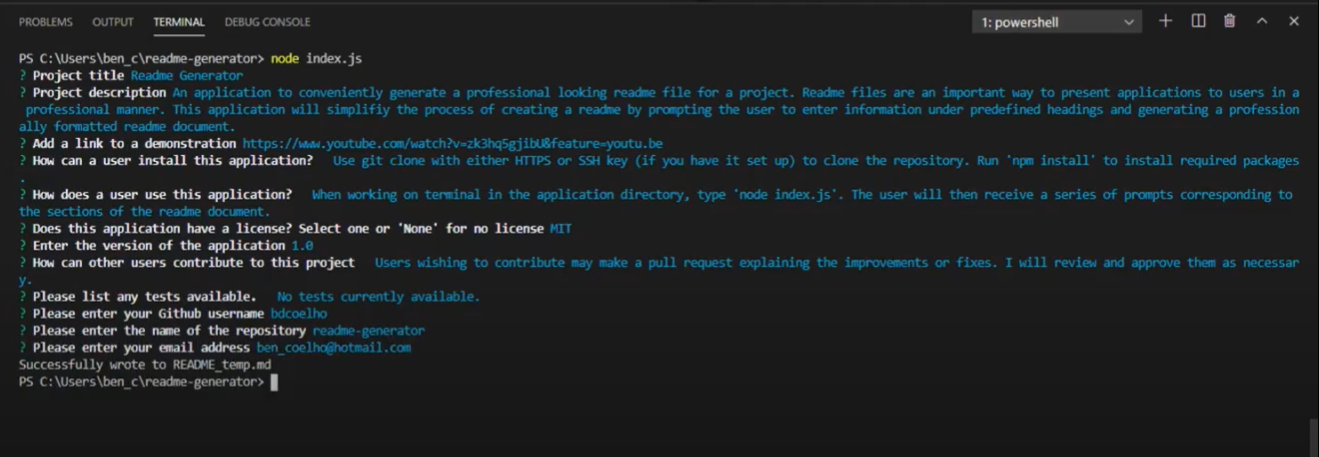 PROBLEMS OUTPUT TERMINAL DEBUG CONSOLE 1: powershell
PS C:\Users\ben_c\readme-generator> node index.js
? Project title Readme Generator
? Project description An application to conveniently generate a professional looking readme file for a project. Readme files are an important way to present applications to users in a
professional manner. This application will simplifiy the process of creating a readme by prompting the user to enter information under predefined headings and generating a profession
ally formatted readme document.
? Add a link to a demonstration https://www.youtube.com/watch?v=zk3hq5gjibU&feature=youtu.be
? How can a user install this application? Use git clone with either HTTPS or SSH key (if you have it set up) to clone the repository. Run 'npm install' to install required packages
.
? How does a user use this application? When working on terminal in the application directory, type 'node index.js'. The user will then receive a series of prompts corresponding to
the sections of the readme document.
? Does this application have a license? Select one or 'None' for no license MIT
? Enter the version of the application 1.0
? How can other users contribute to this project Users wishing to contribute may make a pull request explaining the improvements or fixes. I will review and approve them as necessar
y.
? Please list any tests available. No tests currently available.
? Please enter your Github username bdcoelho
? Please enter the name of the repository readme-generator
? Please enter your email address ben_coelho@hotmail.com
Successfully wrote to README_temp.md
PS C:\Users\ben_c\readme-generator>